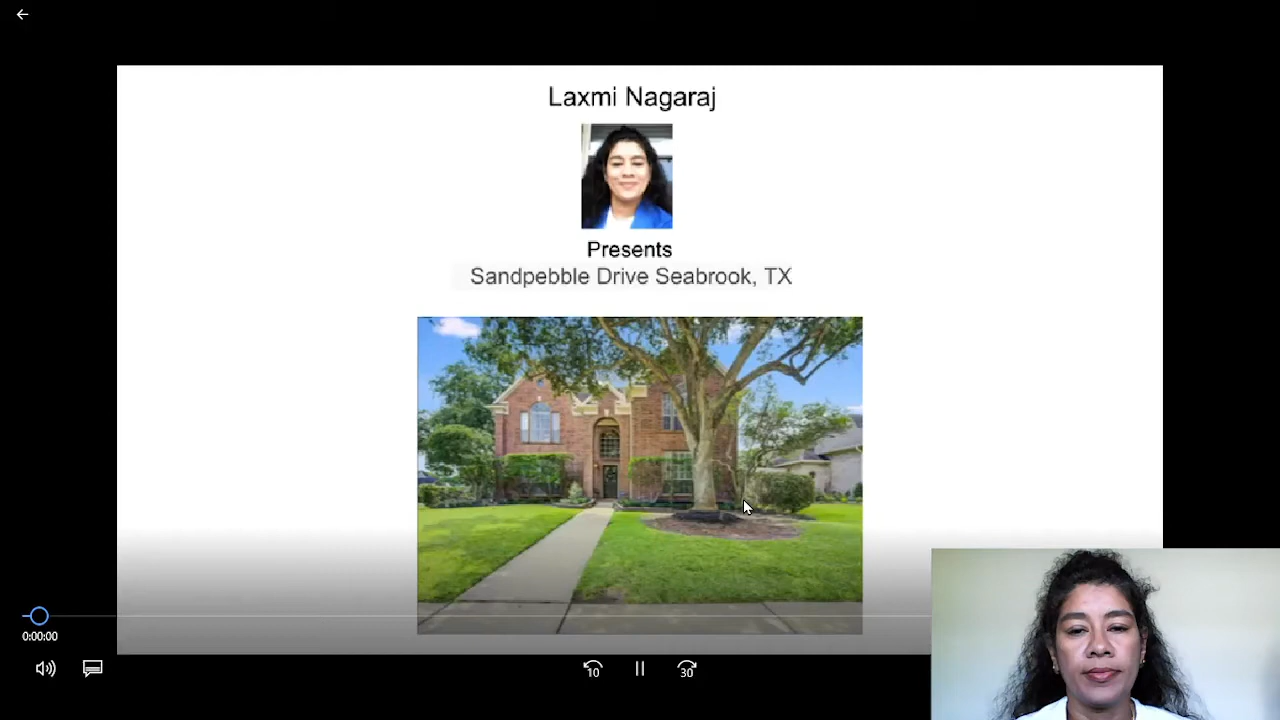 Laxmi Nagaraj
Presents
Sandpebble Drive Seabrook, TX
0:00:00
10
30